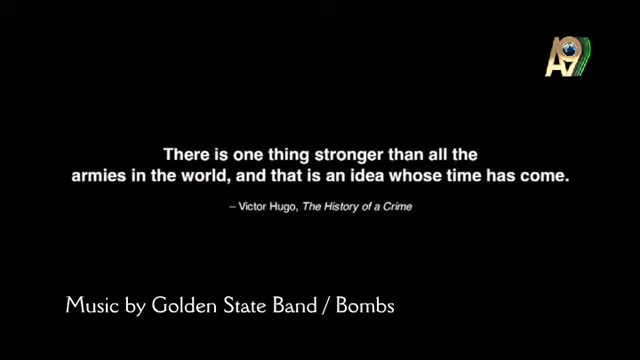 A9
There is one thing stronger than all the
armies in the world, and that is an idea whose time has come.
– Victor Hugo, The History of a Crime
Music by Golden State Band / Bombs